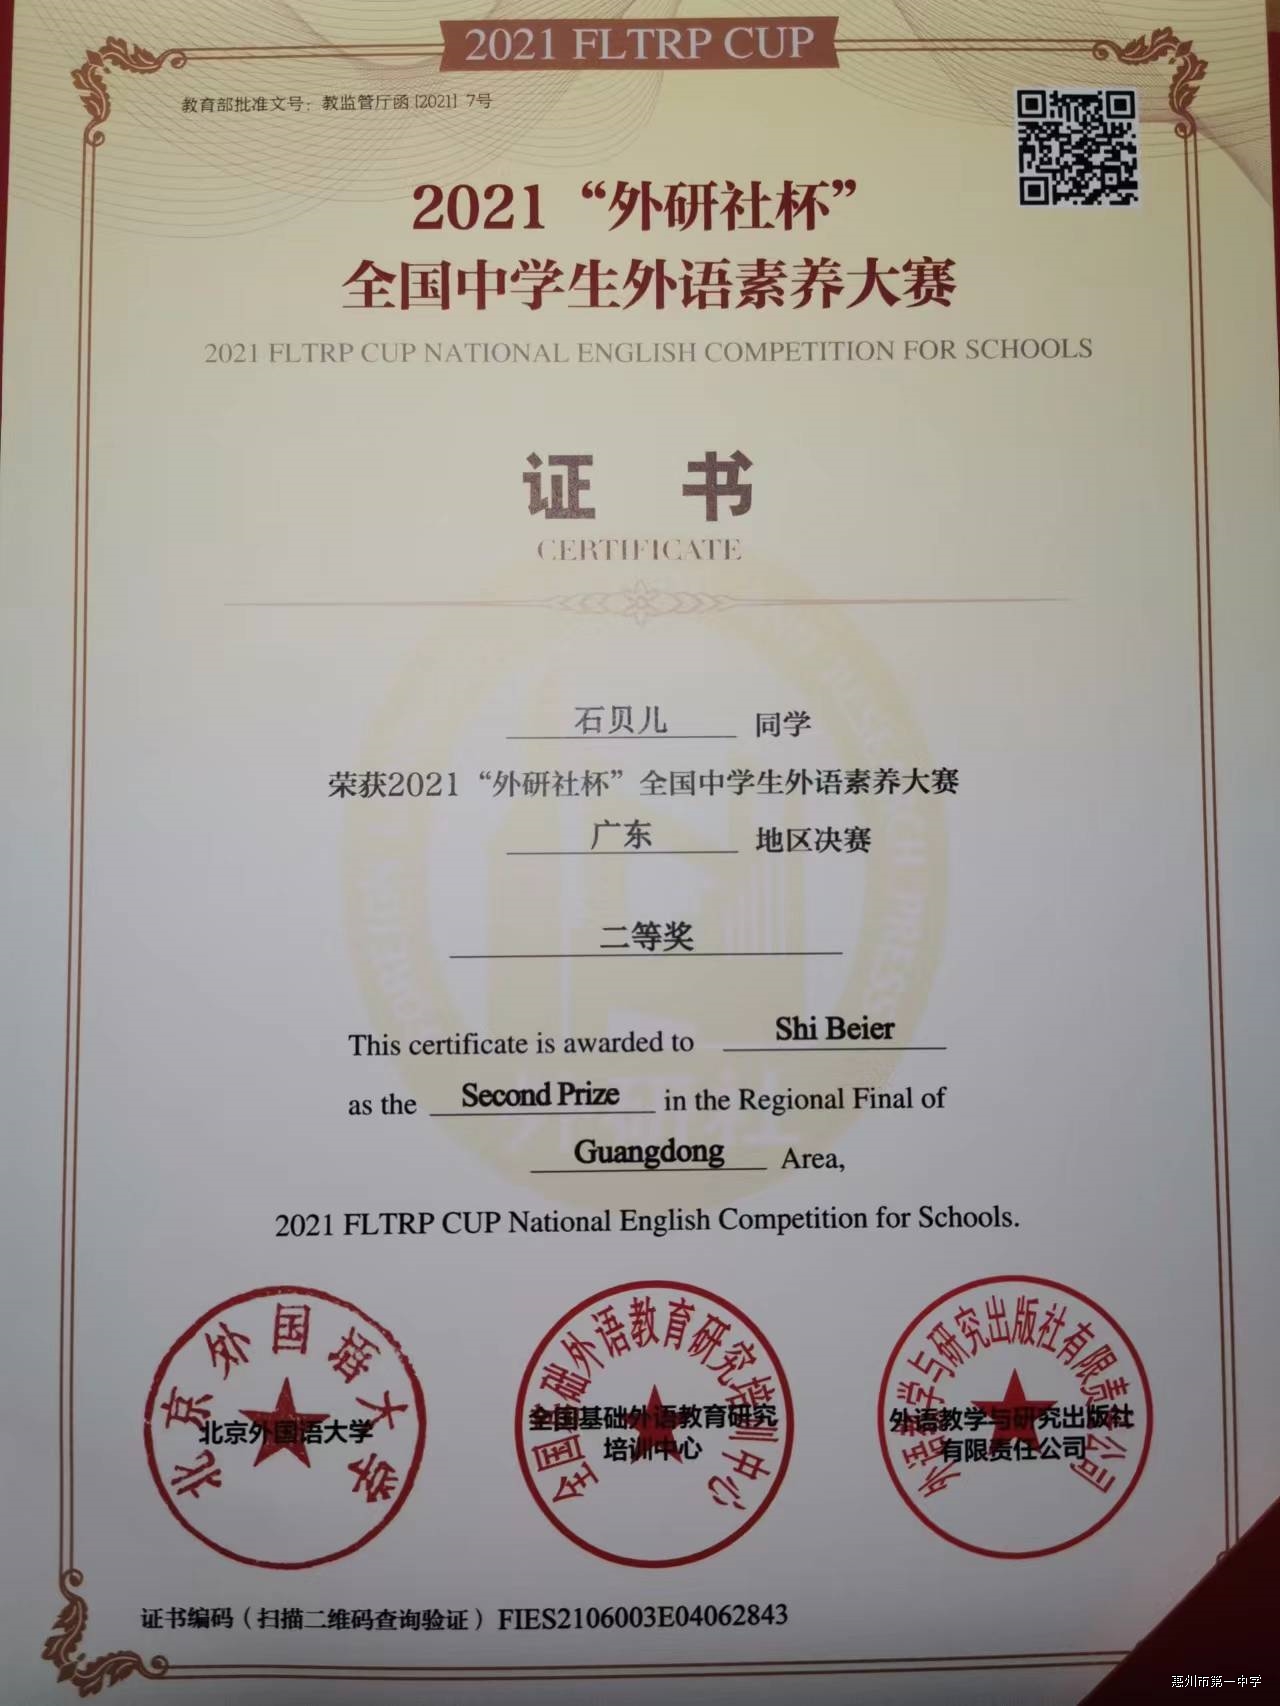 2021 FLTRP CUP
教育部批准文号：教监管厅函 [2021] 7号
2021“外研社杯”
全国中学生外语素养大赛
2021 FLTRP CUP NATIONAL ENGLISH COMPETITION FOR SCHOOLS
证 书
CERTIFICATE
石贝儿 同学
荣获2021“外研社杯”全国中学生外语素养大赛
广东 地区决赛
二等奖
This certificate is awarded to Shi Beier
as the Second Prize in the Regional Final of
Guangdong Area,
2021 FLTRP CUP National English Competition for Schools.
外研社
北京外国语大学
北京外国语大学
全国基础外语教育研究培训中心
全国基础外语教育研究
培训中心
外语教学与研究出版社有限责任公司
外语教学与研究出版社
有限责任公司
证书编码（扫描二维码查询验证）FIES2106003E04062843
惠州市第一中学